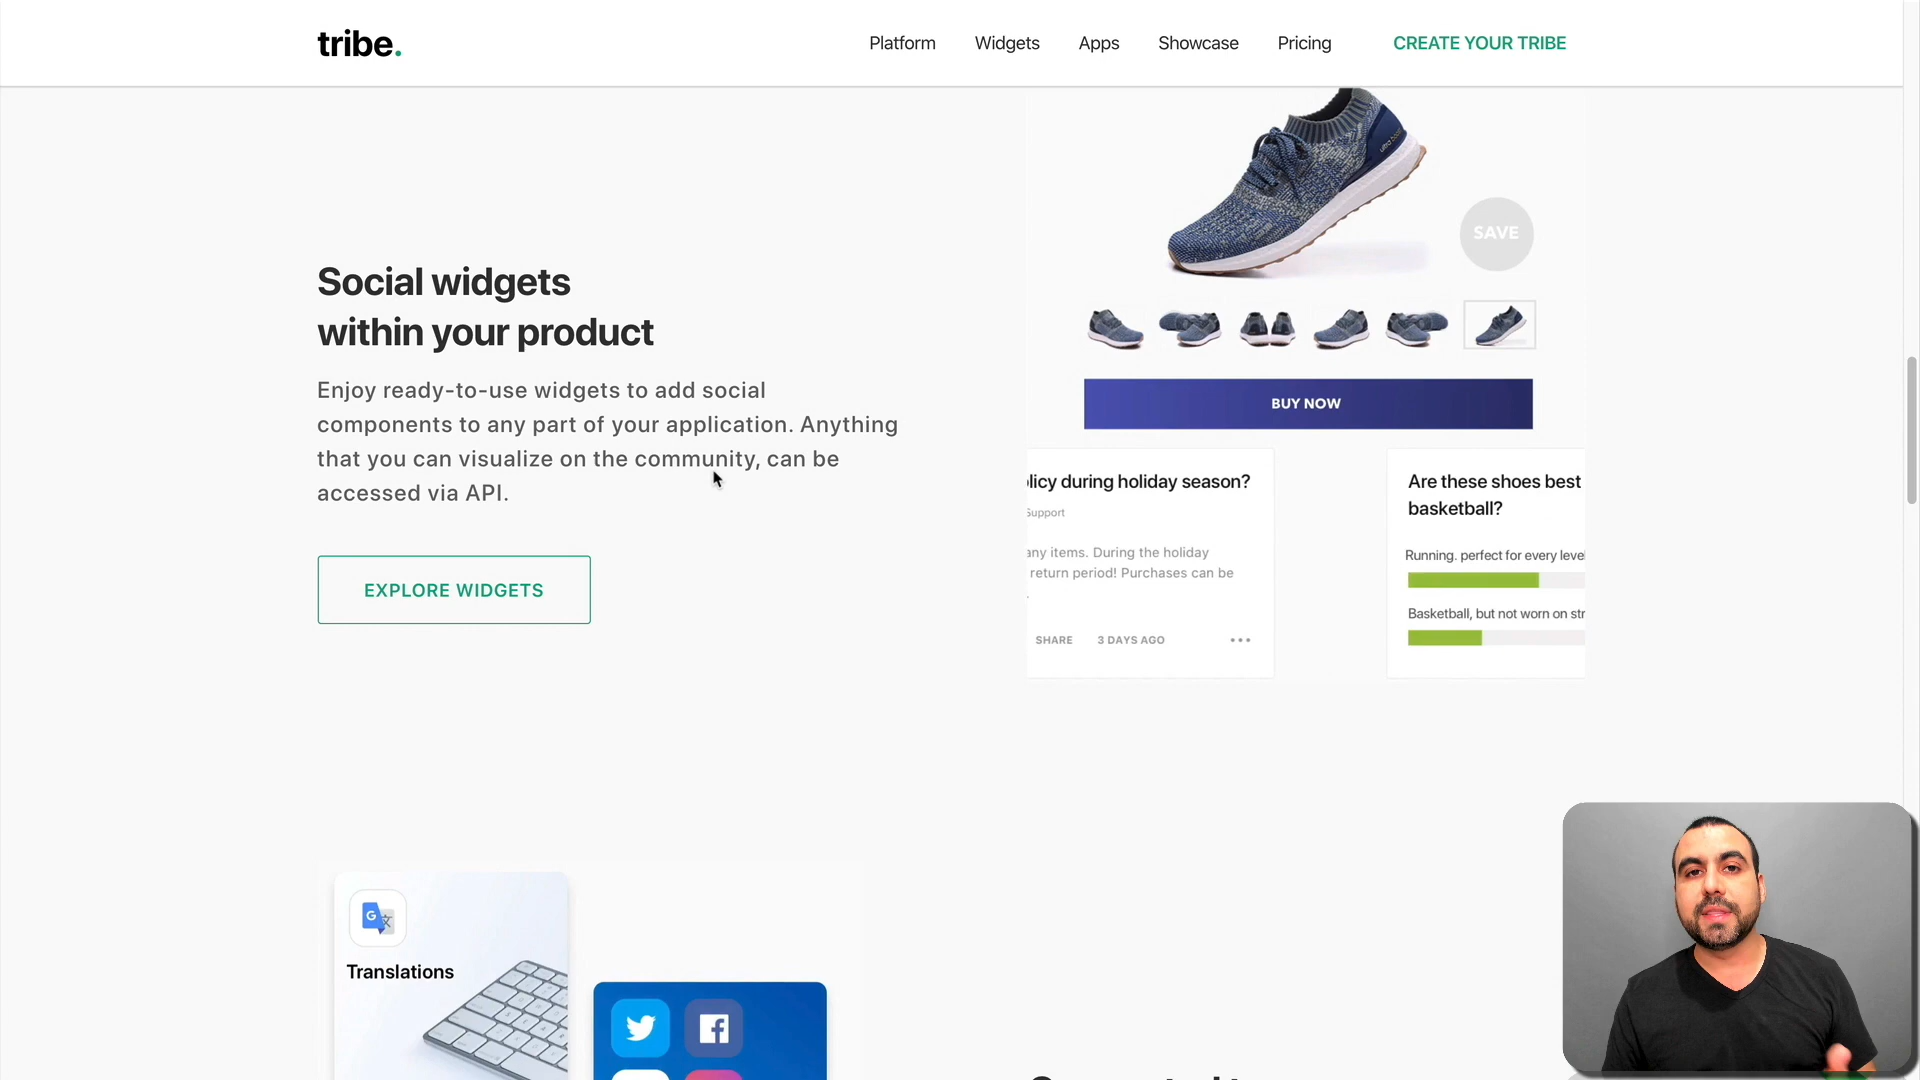 tribe.
Platform Widgets Apps Showcase Pricing CREATE YOUR TRIBE
SAVE
Social widgets
within your product
Enjoy ready-to-use widgets to add social
components to any part of your application. Anything
that you can visualize on the community, can be
accessed via API.
EXPLORE WIDGETS
BUY NOW
licy during holiday season?
Support
any items. During the holiday
return period! Purchases can be
SHARE 3 DAYS AGO
Are these shoes best
basketball?
Running. perfect for every leve
Basketball, but not worn on str
Translations